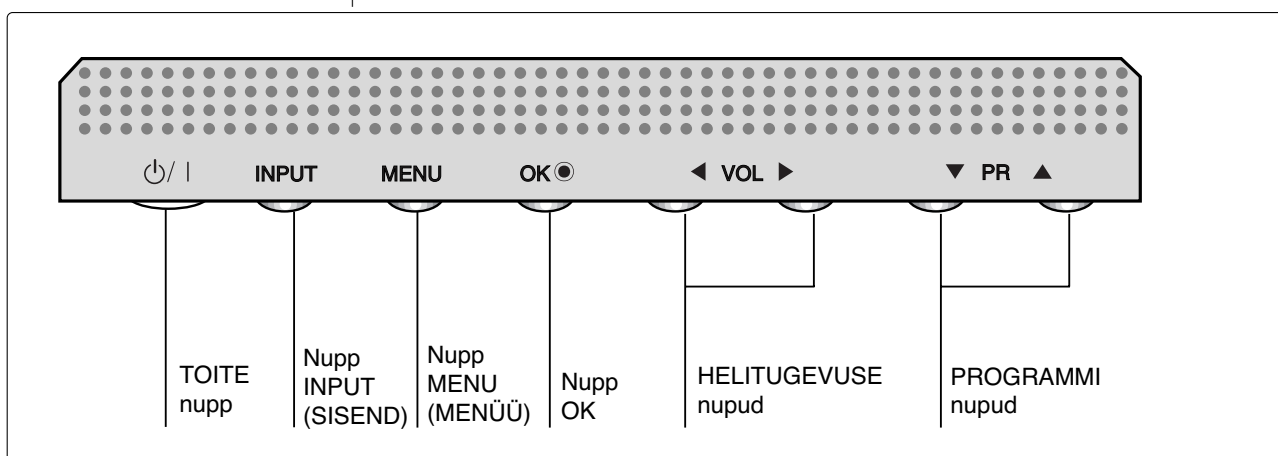 ⏻/ I INPUT MENU OK◉ ◀ VOL ▶ ▼ PR ▲
TOITE
nupp
Nupp
INPUT
(SISEND)
Nupp
MENU
(MENÜÜ)
Nupp
OK
HELITUGEVUSE
nupud
PROGRAMMI
nupud